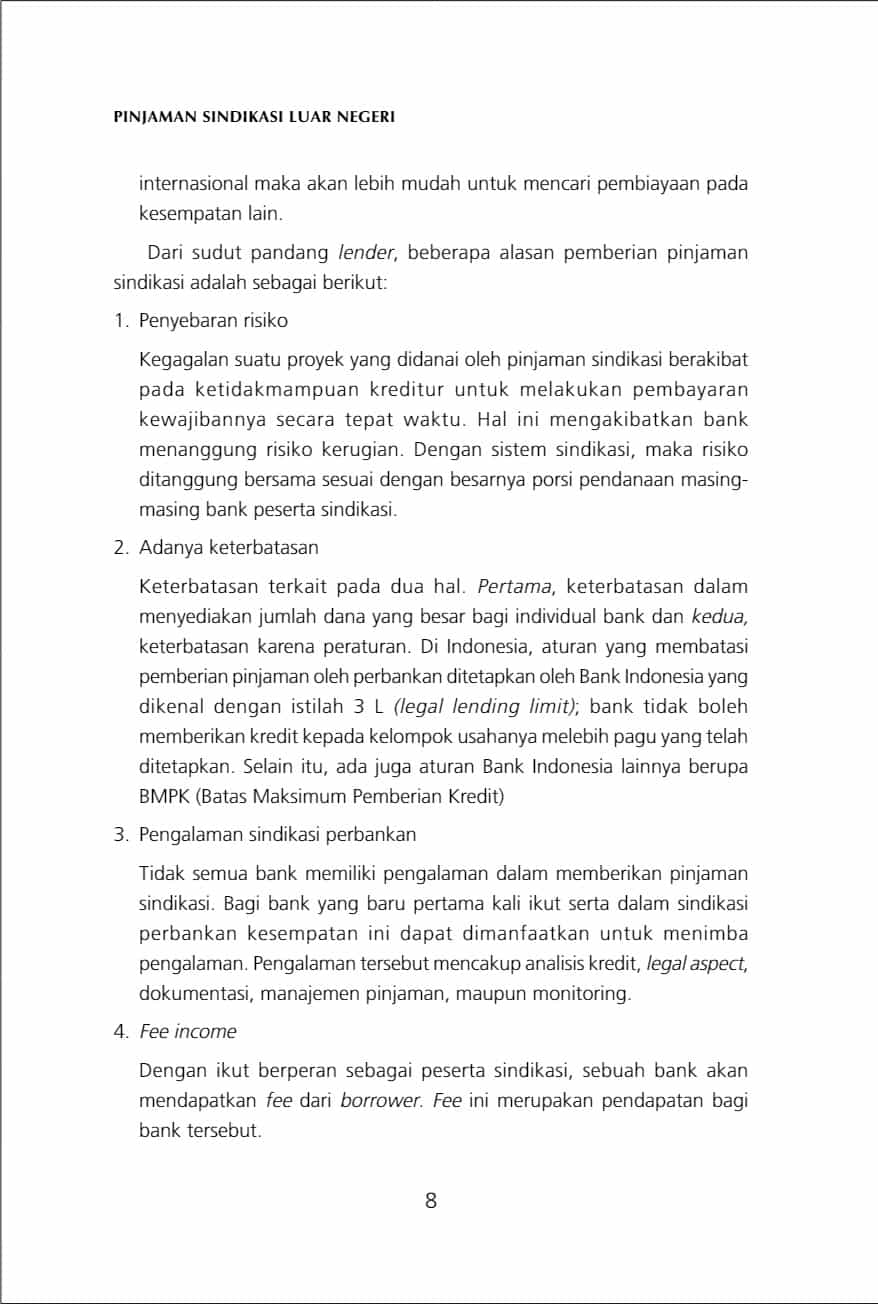 PINJAMAN SINDIKASI LUAR NEGERI
internasional maka akan lebih mudah untuk mencari pembiayaan pada
kesempatan lain.
Dari sudut pandang lender, beberapa alasan pemberian pinjaman
sindikasi adalah sebagai berikut:
1. Penyebaran risiko
Kegagalan suatu proyek yang didanai oleh pinjaman sindikasi berakibat
pada ketidakmampuan kreditur untuk melakukan pembayaran
kewajibannya secara tepat waktu. Hal ini mengakibatkan bank
menanggung risiko kerugian. Dengan sistem sindikasi, maka risiko
ditanggung bersama sesuai dengan besarnya porsi pendanaan masing-
masing bank peserta sindikasi.
2. Adanya keterbatasan
Keterbatasan terkait pada dua hal. Pertama, keterbatasan dalam
menyediakan jumlah dana yang besar bagi individual bank dan kedua,
keterbatasan karena peraturan. Di Indonesia, aturan yang membatasi
pemberian pinjaman oleh perbankan ditetapkan oleh Bank Indonesia yang
dikenal dengan istilah 3 L (legal lending limit); bank tidak boleh
memberikan kredit kepada kelompok usahanya melebih pagu yang telah
ditetapkan. Selain itu, ada juga aturan Bank Indonesia lainnya berupa
BMPK (Batas Maksimum Pemberian Kredit)
3. Pengalaman sindikasi perbankan
Tidak semua bank memiliki pengalaman dalam memberikan pinjaman
sindikasi. Bagi bank yang baru pertama kali ikut serta dalam sindikasi
perbankan kesempatan ini dapat dimanfaatkan untuk menimba
pengalaman. Pengalaman tersebut mencakup analisis kredit, legal aspect,
dokumentasi, manajemen pinjaman, maupun monitoring.
4. Fee income
Dengan ikut berperan sebagai peserta sindikasi, sebuah bank akan
mendapatkan fee dari borrower. Fee ini merupakan pendapatan bagi
bank tersebut.
8